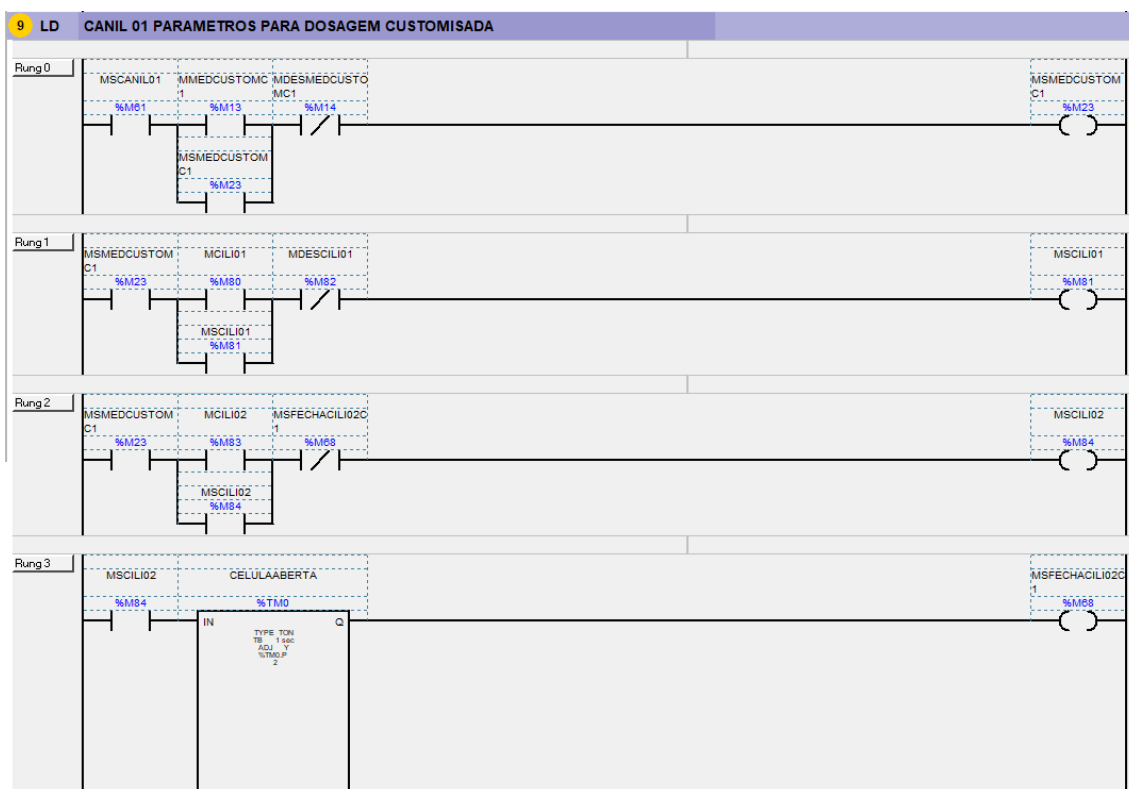 9 LD CANIL 01 PARAMETROS PARA DOSAGEM CUSTOMISADA
Rung 0
MSCANIL01 MMEDCUSTOMC MDESMEDCUSTO MSMEDCUSTOM
1 MC1 C1
%M61 %M13 %M14 %M23
MSMEDCUSTOM
C1
%M23
Rung 1
MSMEDCUSTOM MCILI01 MDESCILI01 MSCILI01
C1
%M23 %M80 %M82 %M81
MSCILI01
%M81
Rung 2
MSMEDCUSTOM MCILI02 MSFECHACILI02C MSCILI02
C1 1
%M23 %M83 %M68 %M84
MSCILI02
%M84
Rung 3
MSCILI02 CELULAABERTA MSFECHACILI02C
1
%M84 %TM0 %M68
IN Q
TYPE TON
TB 1 sec
ADJ Y
%TM0.P
2